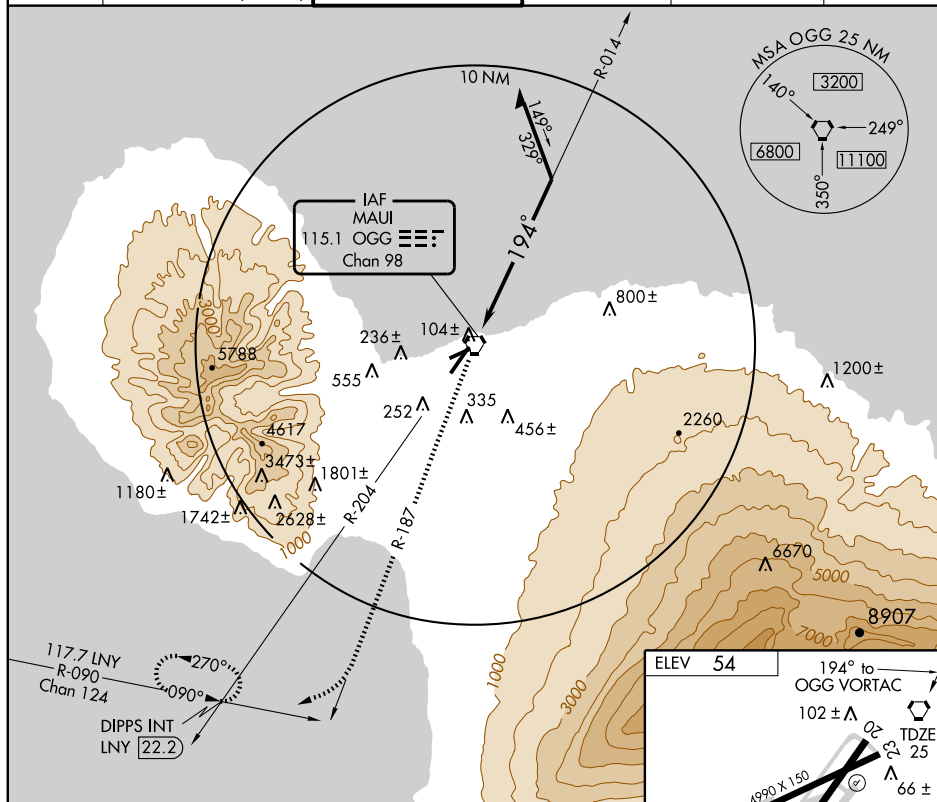 MSA OGG 25 NM
3200
140°
249°
6800
11100
350°
10 NM
R-014
149°
329°
194°
IAF
MAUI
115.1 OGG
Chan 98
3000
5788
4617
3473±
1180±
1742±
2628±
1801±
1000
236±
555
252
104±
335
456±
800±
1200±
2260
R-204
R-187
6670
5000
8907
7000
1000
3000
117.7 LNY
R-090
Chan 124
270°
090°
DIPPS INT
LNY 22.2
ELEV 54
194° to
OGG VORTAC
102 ±
TDZE
25
20
23
4990 X 150
P
66 ±